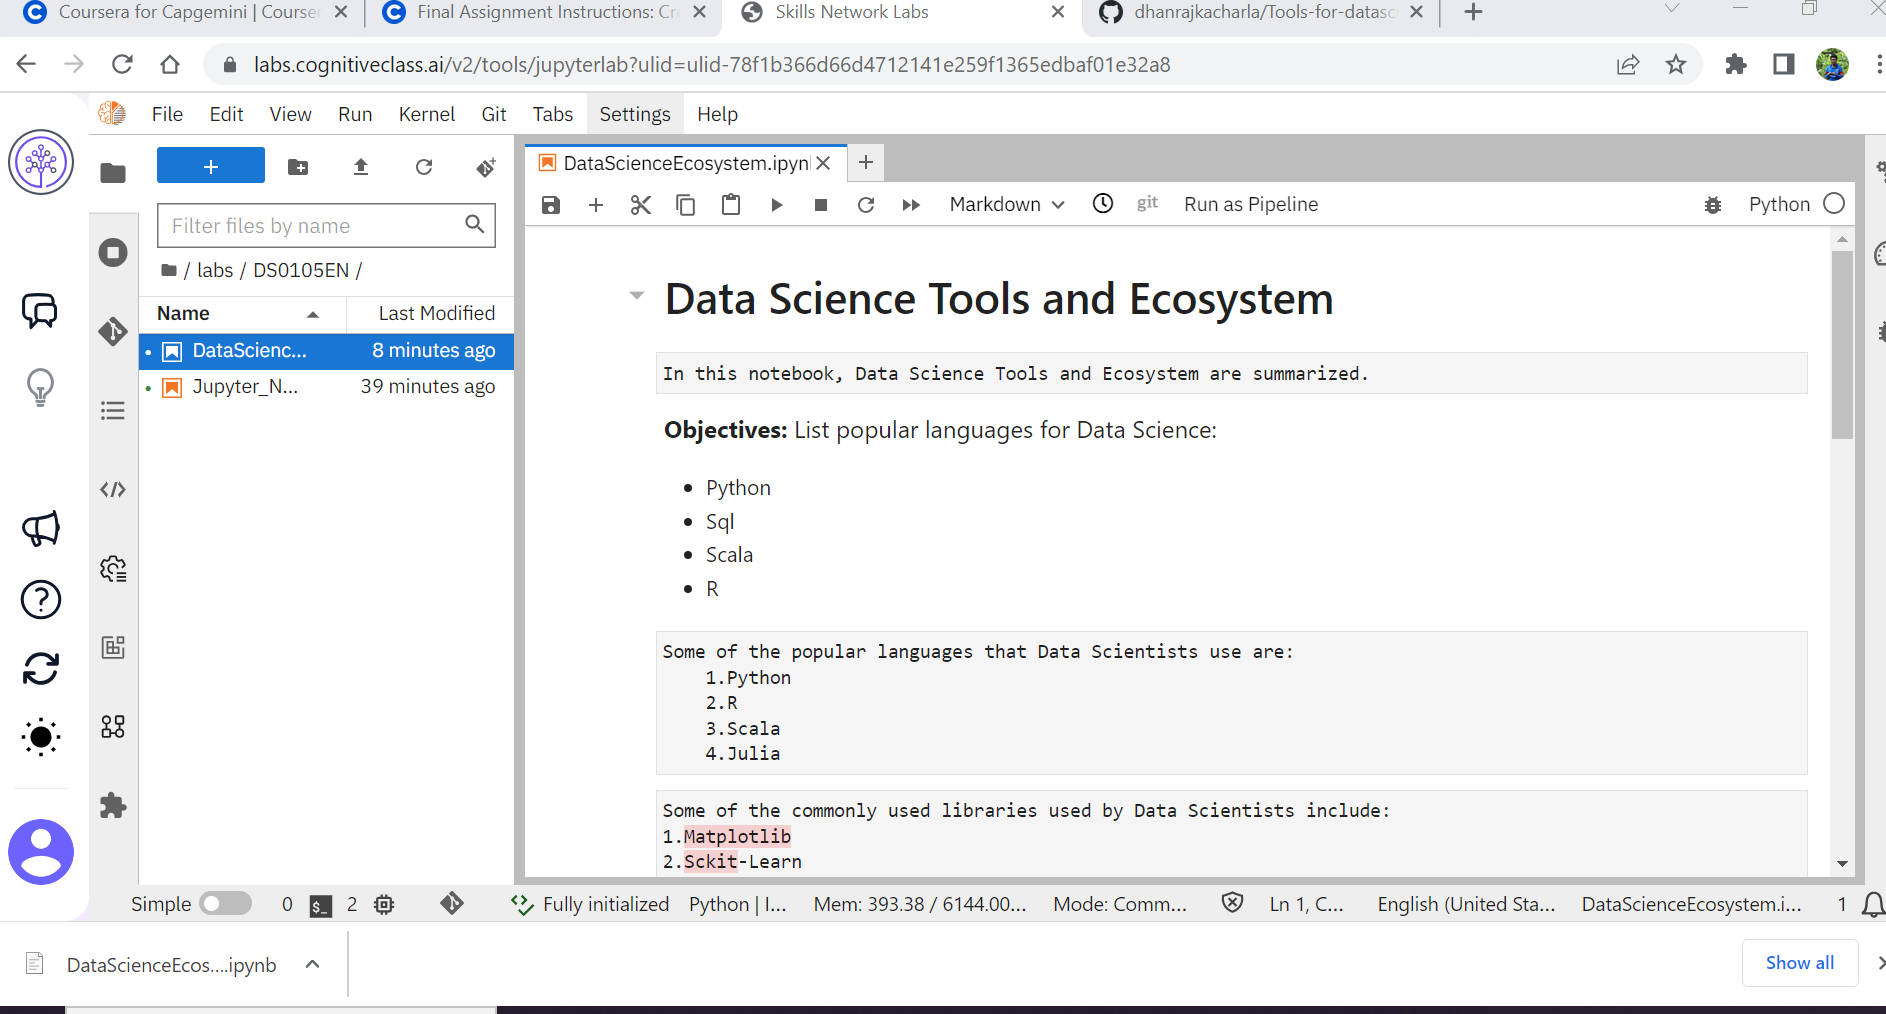 Coursera for Capgemini | Courser
Final Assignment Instructions: Cre
Skills Network Labs
dhanrajkacharla/Tools-for-datasc
labs.cognitiveclass.ai/v2/tools/jupyterlab?ulid=ulid-78f1b366d66d4712141e259f1365edbaf01e32a8
File Edit View Run Kernel Git Tabs Settings Help
DataScienceEcosystem.ipyn
Markdown git Run as Pipeline Python
Filter files by name
/ labs / DS0105EN /
Name Last Modified
DataScienc... 8 minutes ago
Jupyter_N... 39 minutes ago
Data Science Tools and Ecosystem
In this notebook, Data Science Tools and Ecosystem are summarized.
Objectives: List popular languages for Data Science:
Python
Sql
Scala
R
Some of the popular languages that Data Scientists use are:
1.Python
2.R
3.Scala
4.Julia
Some of the commonly used libraries used by Data Scientists include:
1.Matplotlib
2.Sckit-Learn
Simple 0 $_ 2 Fully initialized Python | I... Mem: 393.38 / 6144.00... Mode: Comm... Ln 1, C... English (United Sta... DataScienceEcosystem.i... 1
DataScienceEcos....ipynb
Show all